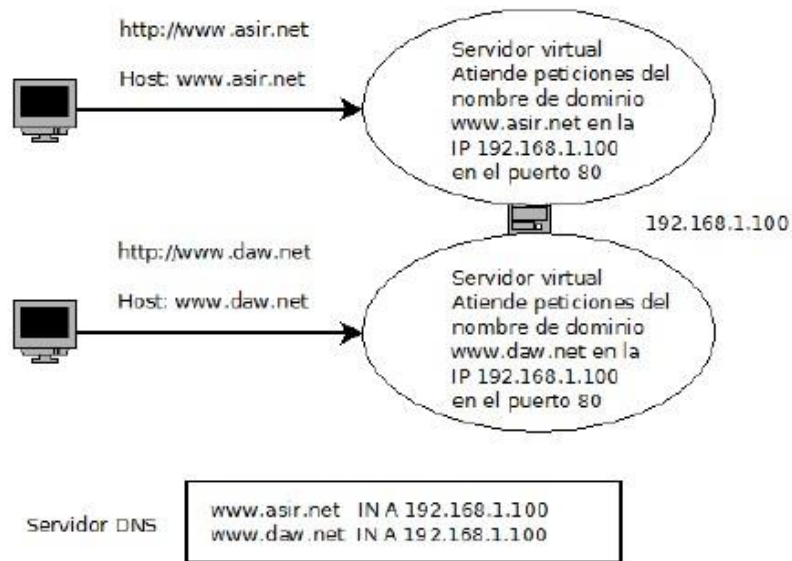 http://www.asir.net
Host: www.asir.net
Servidor virtual
Atiende peticiones del
nombre de dominio
www.asir.net en la
IP 192.168.1.100
en el puerto 80
192.168.1.100
http://www.daw.net
Host: www.daw.net
Servidor virtual
Atiende peticiones del
nombre de dominio
www.daw.net en la
IP 192.168.1.100
en el puerto 80
Servidor DNS
www.asir.net IN A 192.168.1.100
www.daw.net IN A 192.168.1.100